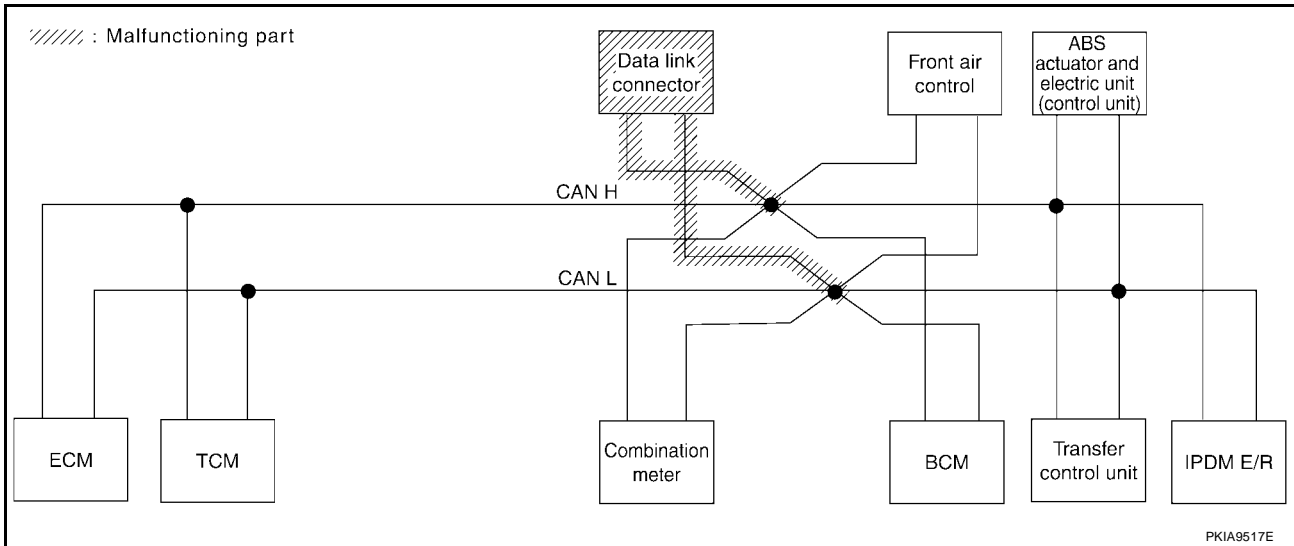 : Malfunctioning part
Data link
connector
Front air
control
ABS
actuator and
electric unit
(control unit)
CAN H
CAN L
ECM
TCM
Combination
meter
BCM
Transfer
control unit
IPDM E/R
PKIA9517E